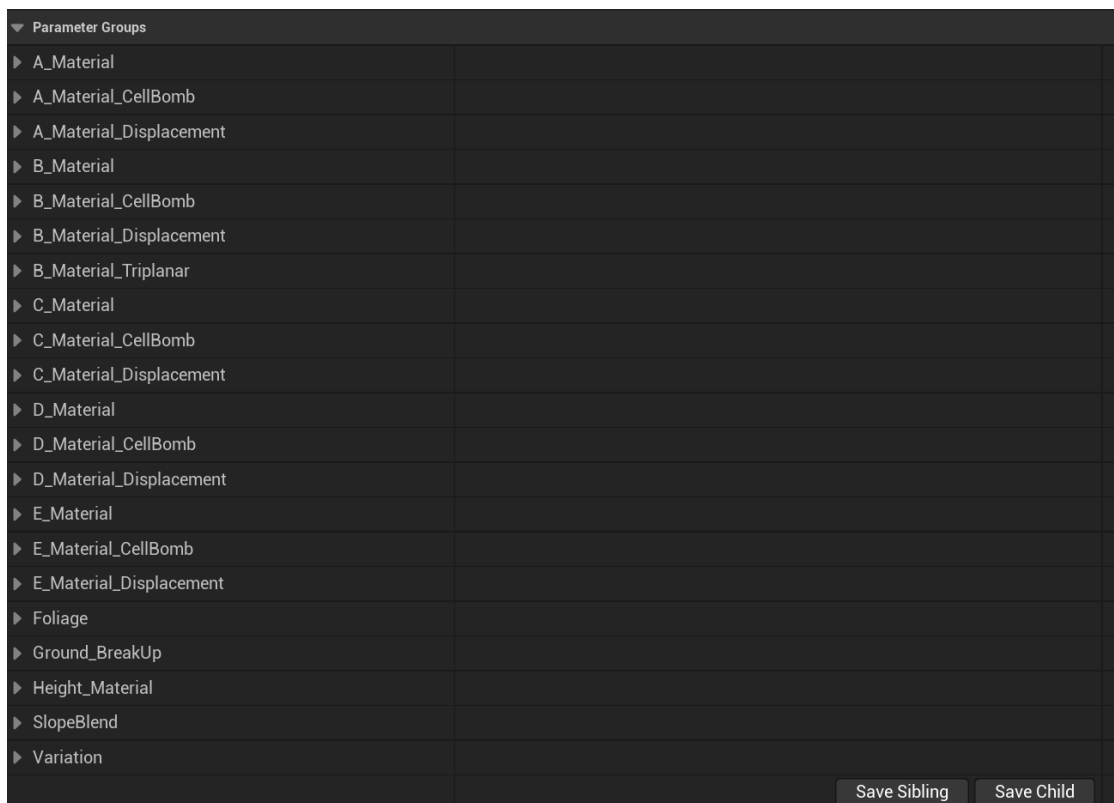 Parameter Groups
A_Material
A_Material_CellBomb
A_Material_Displacement
B_Material
B_Material_CellBomb
B_Material_Displacement
B_Material_Triplanar
C_Material
C_Material_CellBomb
C_Material_Displacement
D_Material
D_Material_CellBomb
D_Material_Displacement
E_Material
E_Material_CellBomb
E_Material_Displacement
Foliage
Ground_BreakUp
Height_Material
SlopeBlend
Variation
Save Sibling Save Child